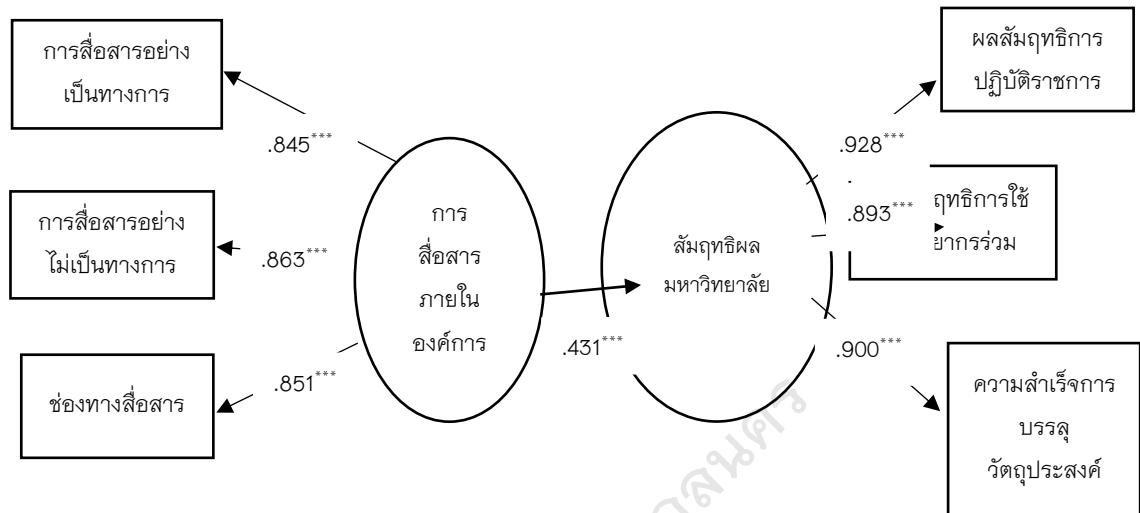 การสื่อสารอย่าง
เป็นทางการ
.845***
การสื่อสารอย่าง
ไม่เป็นทางการ
.863***
ช่องทางสื่อสาร
.851***
การ
สื่อสาร
ภายใน
องค์การ
.431***
สัมฤทธิผล
มหาวิทยาลัย
ผลสัมฤทธิการ
ปฏิบัติราชการ
.928***
.893***
ฤทธิการใช้
ยากรร่วม
.900***
ความสำเร็จการ
บรรลุ
วัตถุประสงค์